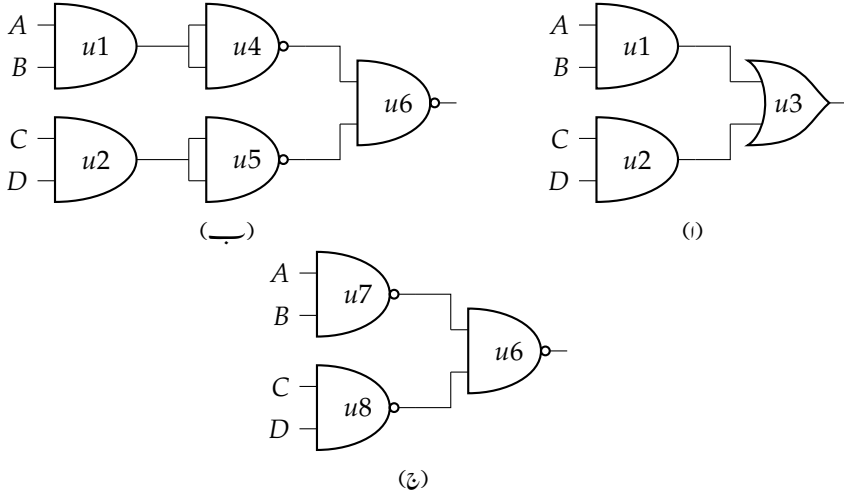 A u1 u4 A u1
B u6 B u3
C u2 u5 C u2
D D
(ب) (ا)
A u7
B u6
C u8
D
(ج)